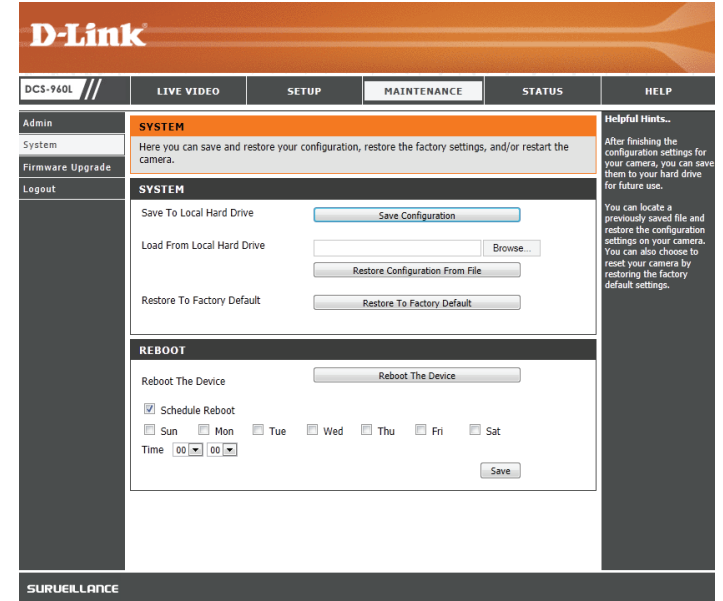 D-Link
DCS-960L
LIVE VIDEO
SETUP
MAINTENANCE
STATUS
HELP
Admin
System
Firmware Upgrade
Logout
SYSTEM
Here you can save and restore your configuration, restore the factory settings, and/or restart the
camera.
SYSTEM
Save To Local Hard Drive
Save Configuration
Load From Local Hard Drive
Browse...
Restore Configuration From File
Restore To Factory Default
Restore To Factory Default
REBOOT
Reboot The Device
Reboot The Device
Schedule Reboot
Sun Mon Tue Wed Thu Fri Sat
Time 00 00
Save
Helpful Hints..
After finishing the
configuration settings for
your camera, you can save
them to your hard drive
for future use.
You can locate a
previously saved file and
restore the configuration
settings on your camera.
You can also choose to
reset your camera by
restoring the factory
default settings.
SURVEILLANCE